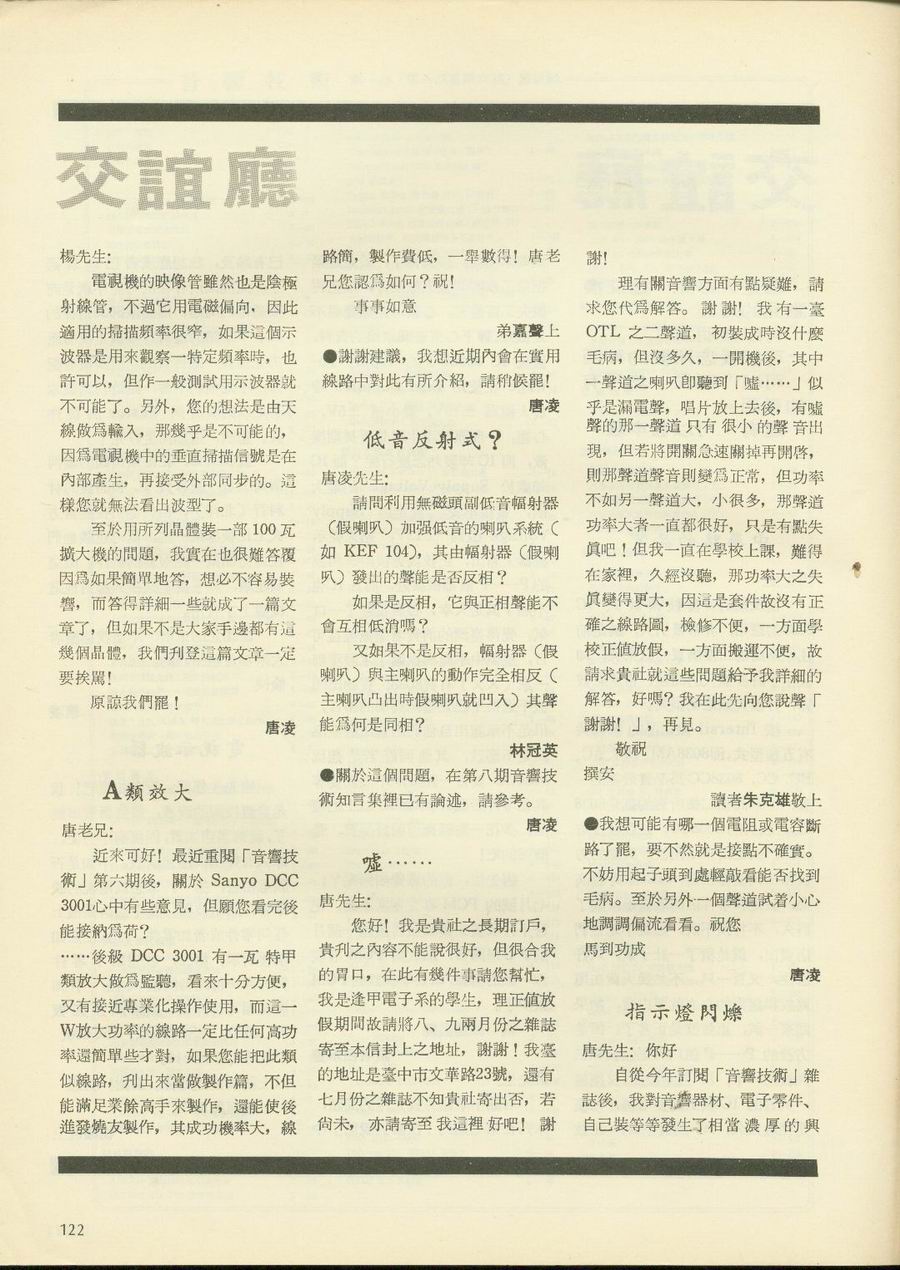 交誼廳
楊先生:
電視機的映像管雖然也是陰極
射線管，不過它用電磁偏向，因此
適用的掃描頻率很窄，如果這個示
波器是用來觀察一特定頻率時，也
許可以，但作一般測試用示波器就
不可能了。另外，您的想法是由天
線做爲輸入，那幾乎是不可能的，
因爲電視機中的垂直掃描信號是在
內部產生，再接受外部同步的。這
樣您就無法看出波型了。
至於用所列晶體裝一部 100 瓦
擴大機的問題，我實在也很難答覆
因爲如果簡單地答，想必不容易裝
響，而答得詳細一些就成了一篇文
章了，但如果不是大家手邊都有這
幾個晶體，我們刋登這篇文章一定
要挨罵!
原諒我們罷！
唐凌
A類效大
唐老兄:
近來可好！最近重閱「音響技
術」第六期後，關於 Sanyo DCC
3001心中有些意見，但願您看完後
能接納爲荷?
……後級 DCC 3001 有一瓦 特甲
類放大做爲監聽，看來十分方便，
又有接近專業化操作使用，而這一
W放大功率的線路一定比任何高功
率還簡單些才對，如果您能把此類
似線路，刋出來當做製作篇，不但
能滿足業餘高手來製作，還能使後
進發燒友製作，其成功機率大，線
路簡，製作費低，一舉數得！唐老
兄您認爲如何？祝！
事事如意
弟嘉聲上
●謝謝建議，我想近期內會在實用
線路中對此有所介紹，請稍候罷！
唐凌
低音反射式？
唐凌先生:
請問利用無磁頭副低音幅射器
（假喇叭）加强低音的喇叭系統（
如 KEF 104)，其由幅射器（假喇
叭）發出的聲能是否反相？
如果是反相，它與正相聲能不
會互相低消嗎？
又如果不是反相，幅射器（假
喇叭）與主喇叭的動作完全相反（
主喇叭凸出時假喇叭就凹入）其聲
能爲何是同相?
林冠英
●關於這個問題，在第八期音響技
術知言集裡已有論述，請參考。
唐凌
噓……
唐先生:
您好！我是貴社之長期訂戶，
貴刋之內容不能說很好，但很合我
的胃口，在此有幾件事請您幫忙，
我是逢甲電子系的學生，理正値放
假期間故請將八、九兩月份之雜誌
寄至本信封上之地址，謝謝！我臺
的地址是臺中市文華路23號，還有
七月份之雜誌不知貴社寄出否，若
尙未，亦請寄至我這裡好吧！ 謝
謝!
理有關音響方面有點疑難，請
求您代爲解答。謝謝！ 我有一臺
OTL 之二聲道， 初裝成時沒什麽
毛病，但沒多久，一開機後，其中
一聲道之喇叭卽聽到「噓……」似
乎是漏電聲，唱片放上去後，有噓
聲的那一聲道 只有 很小 的聲 音出
現，但若將開關急速關掉再開啓，
則那聲道聲音則變爲正常，但功率
不如另一聲道大，小很多，那聲道
功率大者一直都很好，只是有點失
眞吧！但我一直在學校上課，難得
在家裡，久經沒聽，那功率大之失
眞變得更大，因這是套件故沒有正
確之線路圖，檢修不便，一方面學
校正値放假，一方面搬運不便，故
請求貴社就這些問題給予我詳細的
解答，好嗎？我在此先向您說聲「
謝謝！」，再見。
敬祝
撰安
讀者朱克雄敬上
●我想可能有哪一個電阻或電容斷
路了罷，要不然就是接點不確實。
不妨用起子頭到處輕敲看能否找到
毛病。至於另外一個聲道試着小心
地調調偏流看看。祝您
馬到功成
唐凌
指示燈閃爍
唐先生：你好
自從今年訂閱「音響技術」雜
誌後，我對音響器材、電子零件、
自己裝等等發生了相當 濃 厚 的 興
122